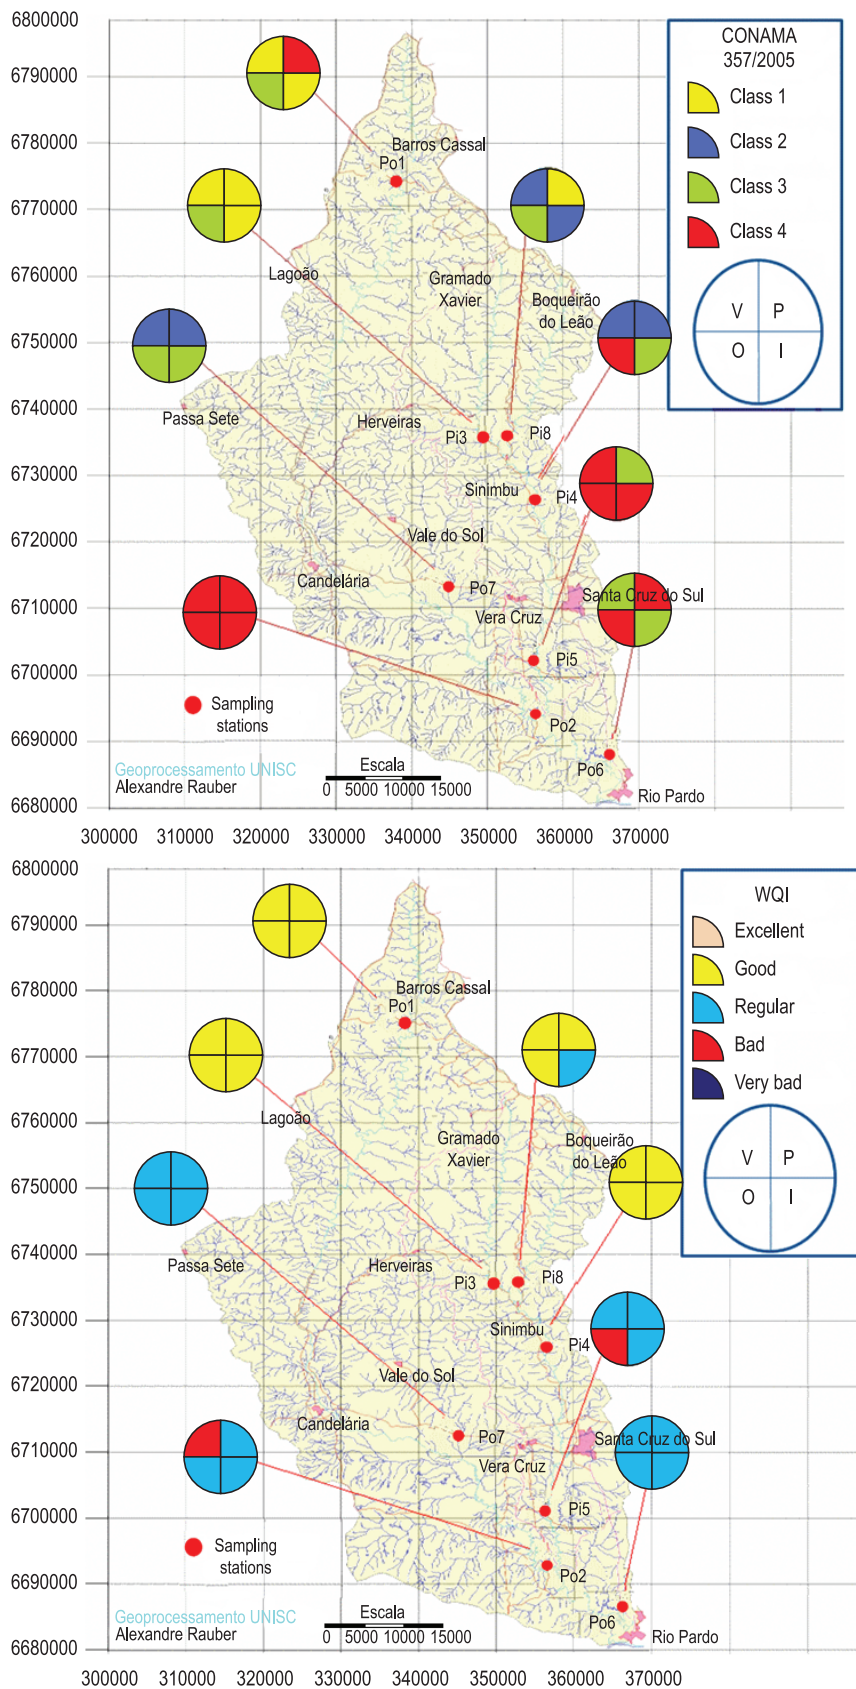 6800000
6790000
6780000
6770000
6760000
6750000
6740000
6730000
6720000
6710000
6700000
6690000
6680000
300000 310000 320000 330000 340000 350000 360000 370000
CONAMA
357/2005
Class 1
Class 2
Class 3
Class 4
V P
O I
Barros Cassal
Po1
Lagoão
Gramado
Xavier
Boqueirão
do Leão
Passa Sete
Herveiras
Pi3
Pi8
Sinimbu
Pi4
Vale do Sol
Candelária
Po7
Santa Cruz do Sul
Vera Cruz
Pi5
Po2
Po6
Rio Pardo
Sampling
stations
Geoprocessamento UNISC
Alexandre Rauber
Escala
0 5000 10000 15000
6800000
6790000
6780000
6770000
6760000
6750000
6740000
6730000
6720000
6710000
6700000
6690000
6680000
300000 310000 320000 330000 340000 350000 360000 370000
WQI
Excellent
Good
Regular
Bad
Very bad
V P
O I
Barros Cassal
Po1
Lagoão
Gramado
Xavier
Boqueirão
do Leão
Passa Sete
Herveiras
Pi3
Pi8
Sinimbu
Pi4
Vale do Sol
Candelária
Po7
Santa Cruz do Sul
Vera Cruz
Pi5
Po2
Po6
Rio Pardo
Sampling
stations
Geoprocessamento UNISC
Alexandre Rauber
Escala
0 5000 10000 15000